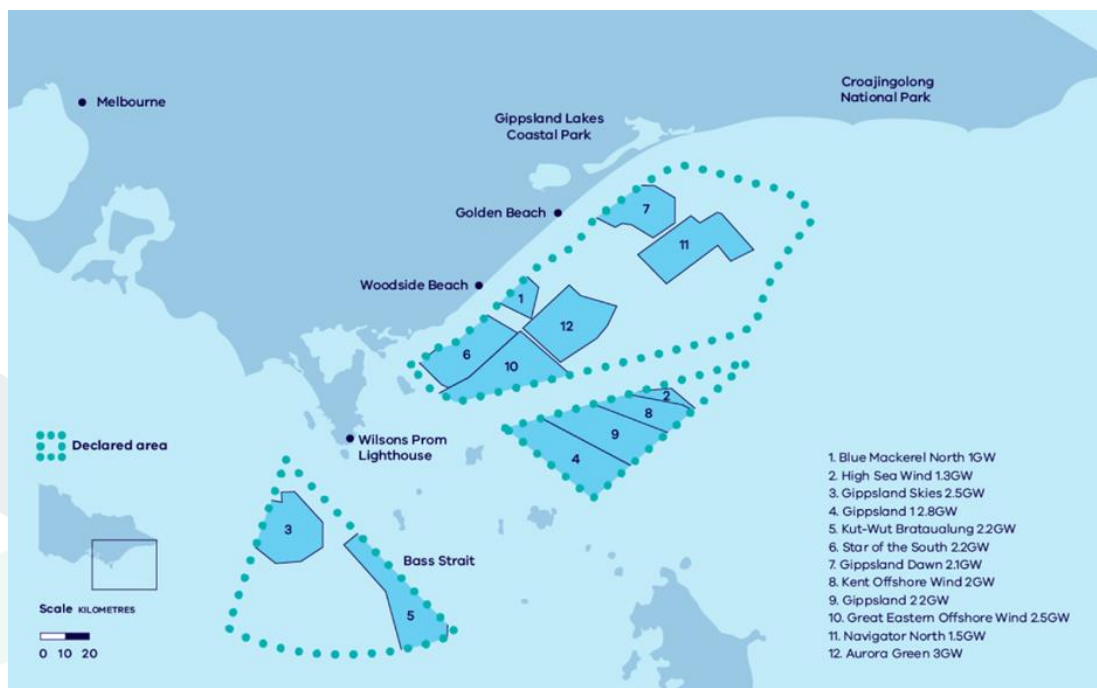 Melbourne
Croajingolong
National Park
Gippsland Lakes
Coastal Park
Golden Beach
7
11
Woodside Beach
1
12
6
10
2
8
9
4
Wilsons Prom
Lighthouse
Declared area
3
Bass Strait
5
Scale KILOMETRES
0 10 20
1. Blue Mackerel North 1GW
2. High Sea Wind 1.3GW
3. Gippsland Skies 2.5GW
4. Gippsland 1 2.8GW
5. Kut-Wut Brataualung 2.2GW
6. Star of the South 2.2GW
7. Gippsland Dawn 2.1GW
8. Kent Offshore Wind 2GW
9. Gippsland 2 2GW
10. Great Eastern Offshore Wind 2.5GW
11. Navigator North 1.5GW
12. Aurora Green 3GW